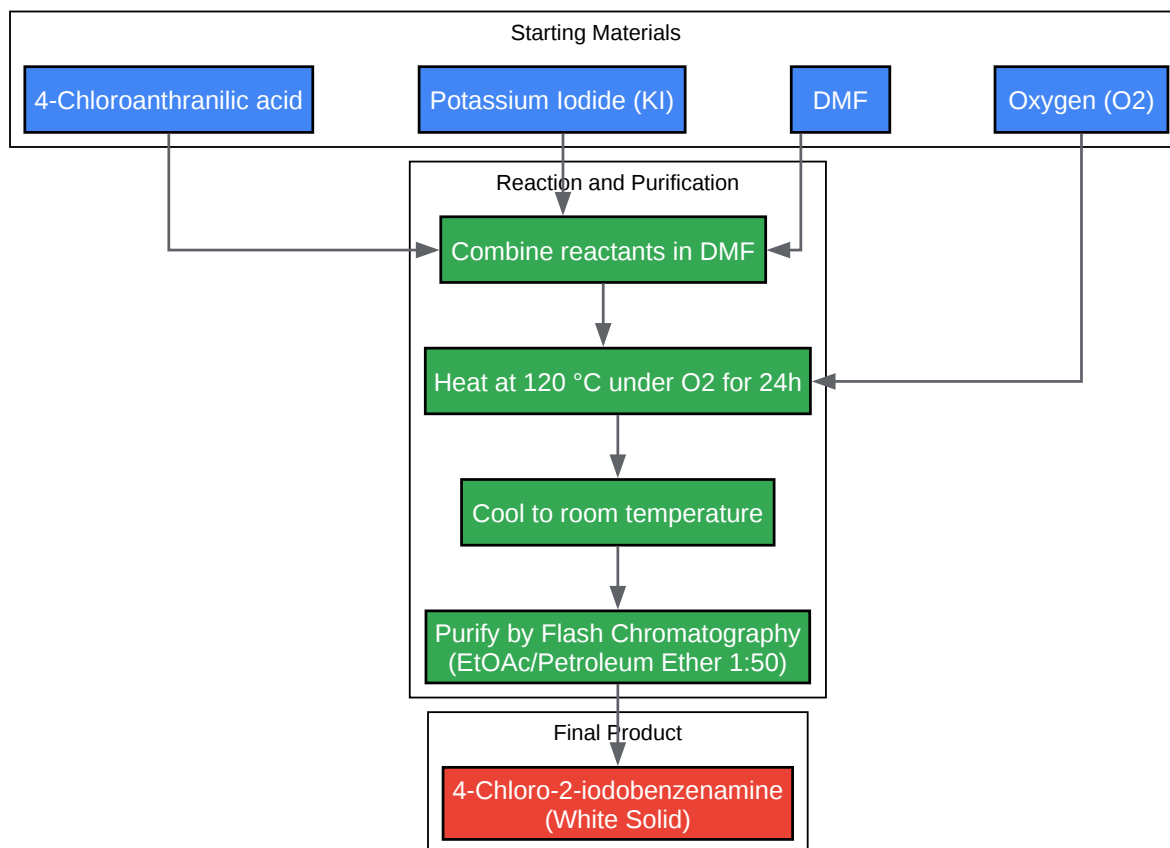 Starting Materials
4-Chloroanthranilic acid
Potassium Iodide (KI)
DMF
Oxygen (O2)
Reaction and Purification
Combine reactants in DMF
Heat at 120 °C under O2 for 24h
Cool to room temperature
Purify by Flash Chromatography
(EtOAc/Petroleum Ether 1:50)
Final Product
4-Chloro-2-iodobenzenamine
(White Solid)